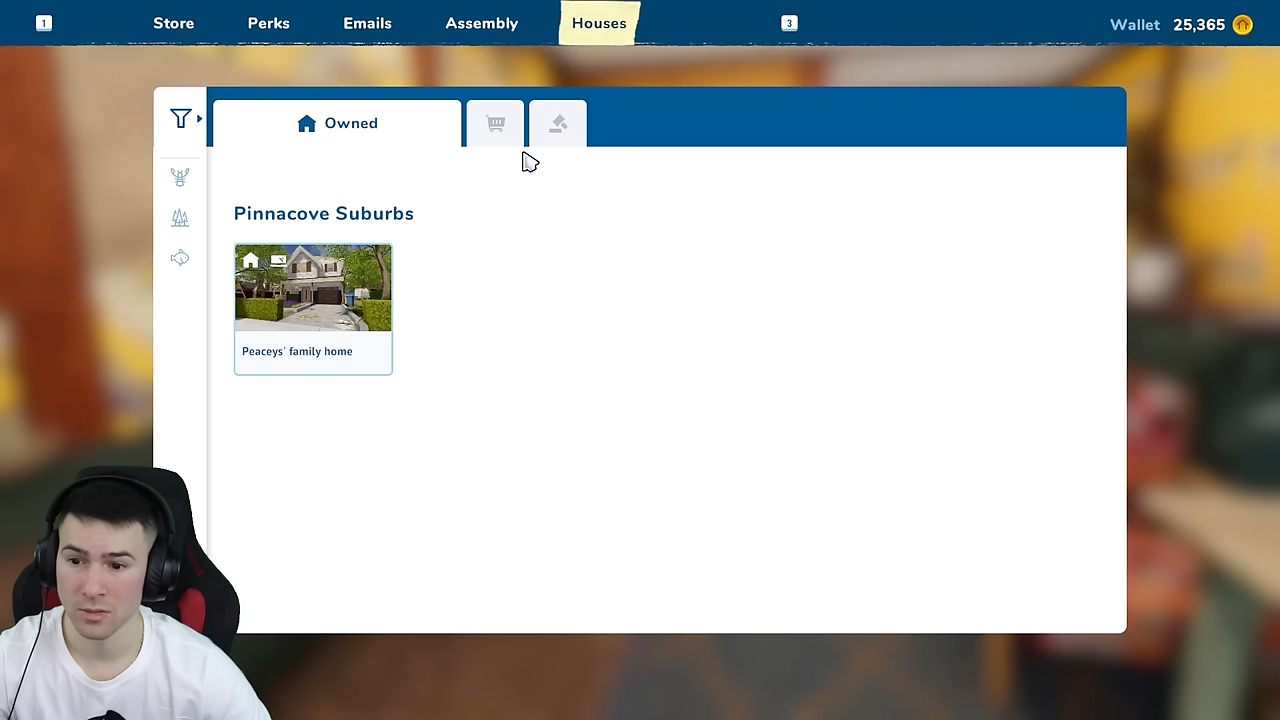 1 Store Perks Emails Assembly Houses 3 Wallet 25,365
Owned
Pinnacove Suburbs
Peaceys' family home